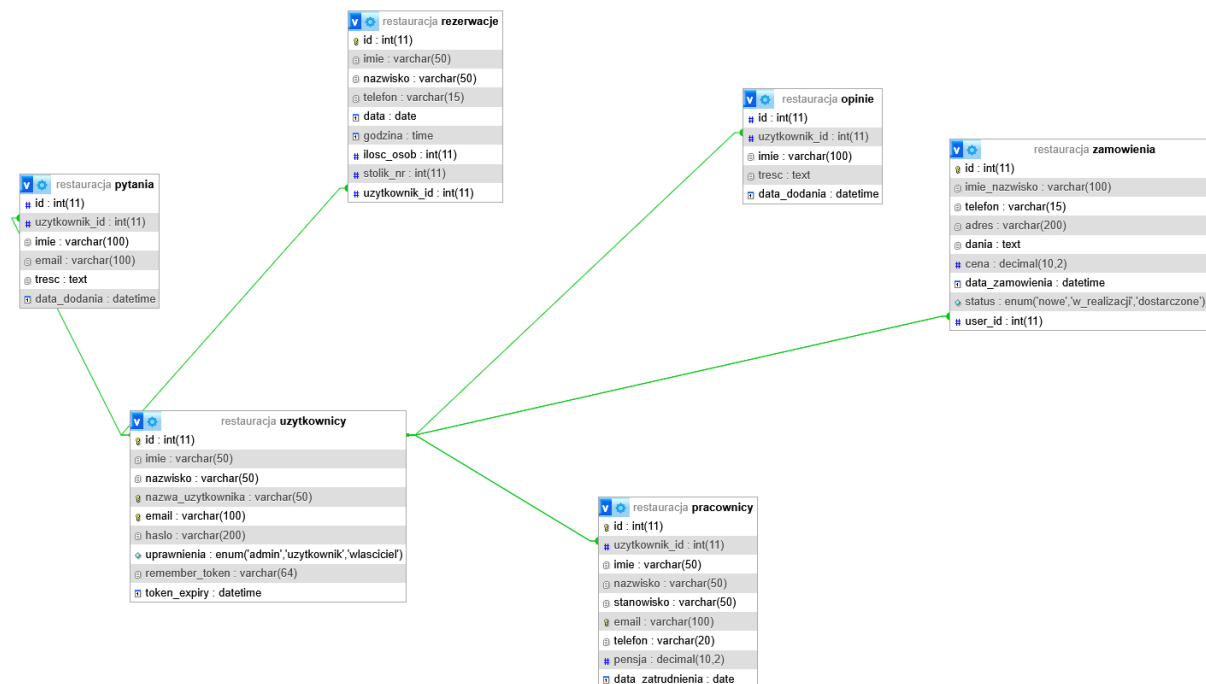 restauracja rezerwacje
id : int(11)
imie : varchar(50)
nazwisko : varchar(50)
telefon : varchar(15)
data : date
godzina : time
ilosc_osob : int(11)
stolik_nr : int(11)
uzytkownik_id : int(11)
restauracja opinie
id : int(11)
uzytkownik_id : int(11)
imie : varchar(100)
tresc : text
data_dodania : datetime
restauracja zamowienia
id : int(11)
imie_nazwisko : varchar(100)
telefon : varchar(15)
adres : varchar(200)
dania : text
cena : decimal(10,2)
data_zamowienia : datetime
status : enum('nowe','w_realizacji','dostarczone')
user_id : int(11)
restauracja pytania
id : int(11)
uzytkownik_id : int(11)
imie : varchar(100)
email : varchar(100)
tresc : text
data_dodania : datetime
restauracja uzytkownicy
id : int(11)
imie : varchar(50)
nazwisko : varchar(50)
nazwa_uzytkownika : varchar(50)
email : varchar(100)
haslo : varchar(200)
uprawnienia : enum('admin','uzytkownik','wlasciciel')
remember_token : varchar(64)
token_expiry : datetime
restauracja pracownicy
id : int(11)
uzytkownik_id : int(11)
imie : varchar(50)
nazwisko : varchar(50)
stanowisko : varchar(50)
email : varchar(100)
telefon : varchar(20)
pensja : decimal(10,2)
data_zatrudnienia : date